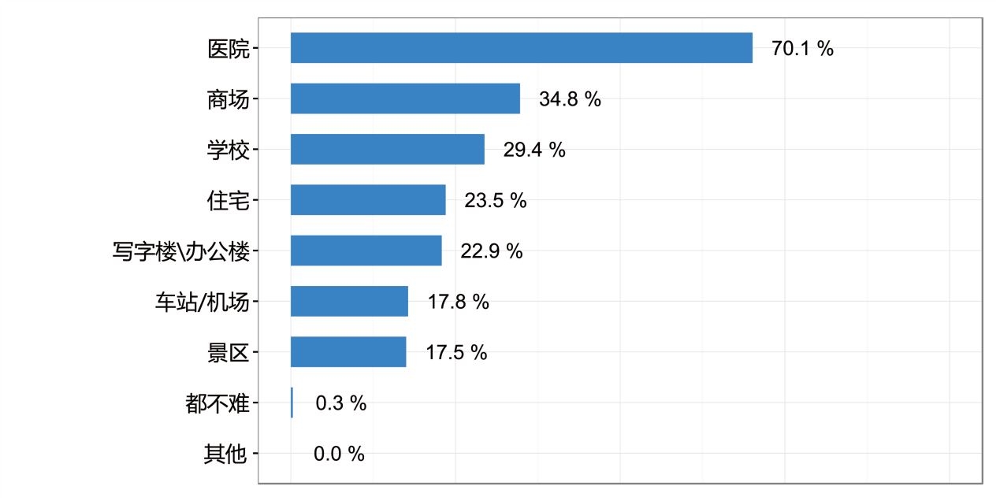 医院 70.1 %
商场 34.8 %
学校 29.4 %
住宅 23.5 %
写字楼\办公楼 22.9 %
车站/机场 17.8 %
景区 17.5 %
都不难 0.3 %
其他 0.0 %